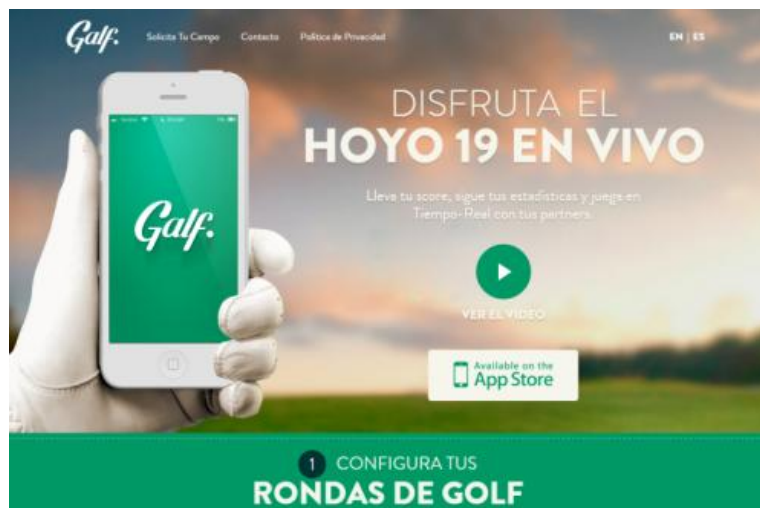 Galf.
Solicita Tu Campo
Contacto
Política de Privacidad
EN | ES
DISFRUTA EL
HOYO 19 EN VIVO
Lleva tu score, sigue tus estadísticas y juega en
Tiempo-Real con tus partners.
Galf.
VER EL VIDEO
Available on the
App Store
1 CONFIGURA TUS
RONDAS DE GOLF